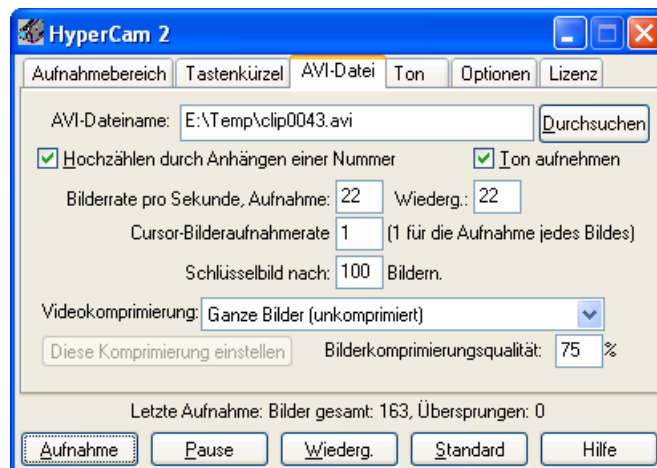 HyperCam 2
Aufnahmebereich Tastenkürzel AVI-Datei Ton Optionen Lizenz
AVI-Dateiname: E:\Temp\clip0043.avi Durchsuchen
Hochzählen durch Anhängen einer Nummer Ton aufnehmen
Bilderrate pro Sekunde, Aufnahme: 22 Wiederg.: 22
Cursor-Bilderaufnahmerate 1 (1 für die Aufnahme jedes Bildes)
Schlüsselbild nach: 100 Bildern.
Videokomprimierung: Ganze Bilder (unkomprimiert)
Diese Komprimierung einstellen Bilderkomprimierungsqualität: 75 %
Letzte Aufnahme: Bilder gesamt: 163, Übersprungen: 0
Aufnahme Pause Wiederg. Standard Hilfe